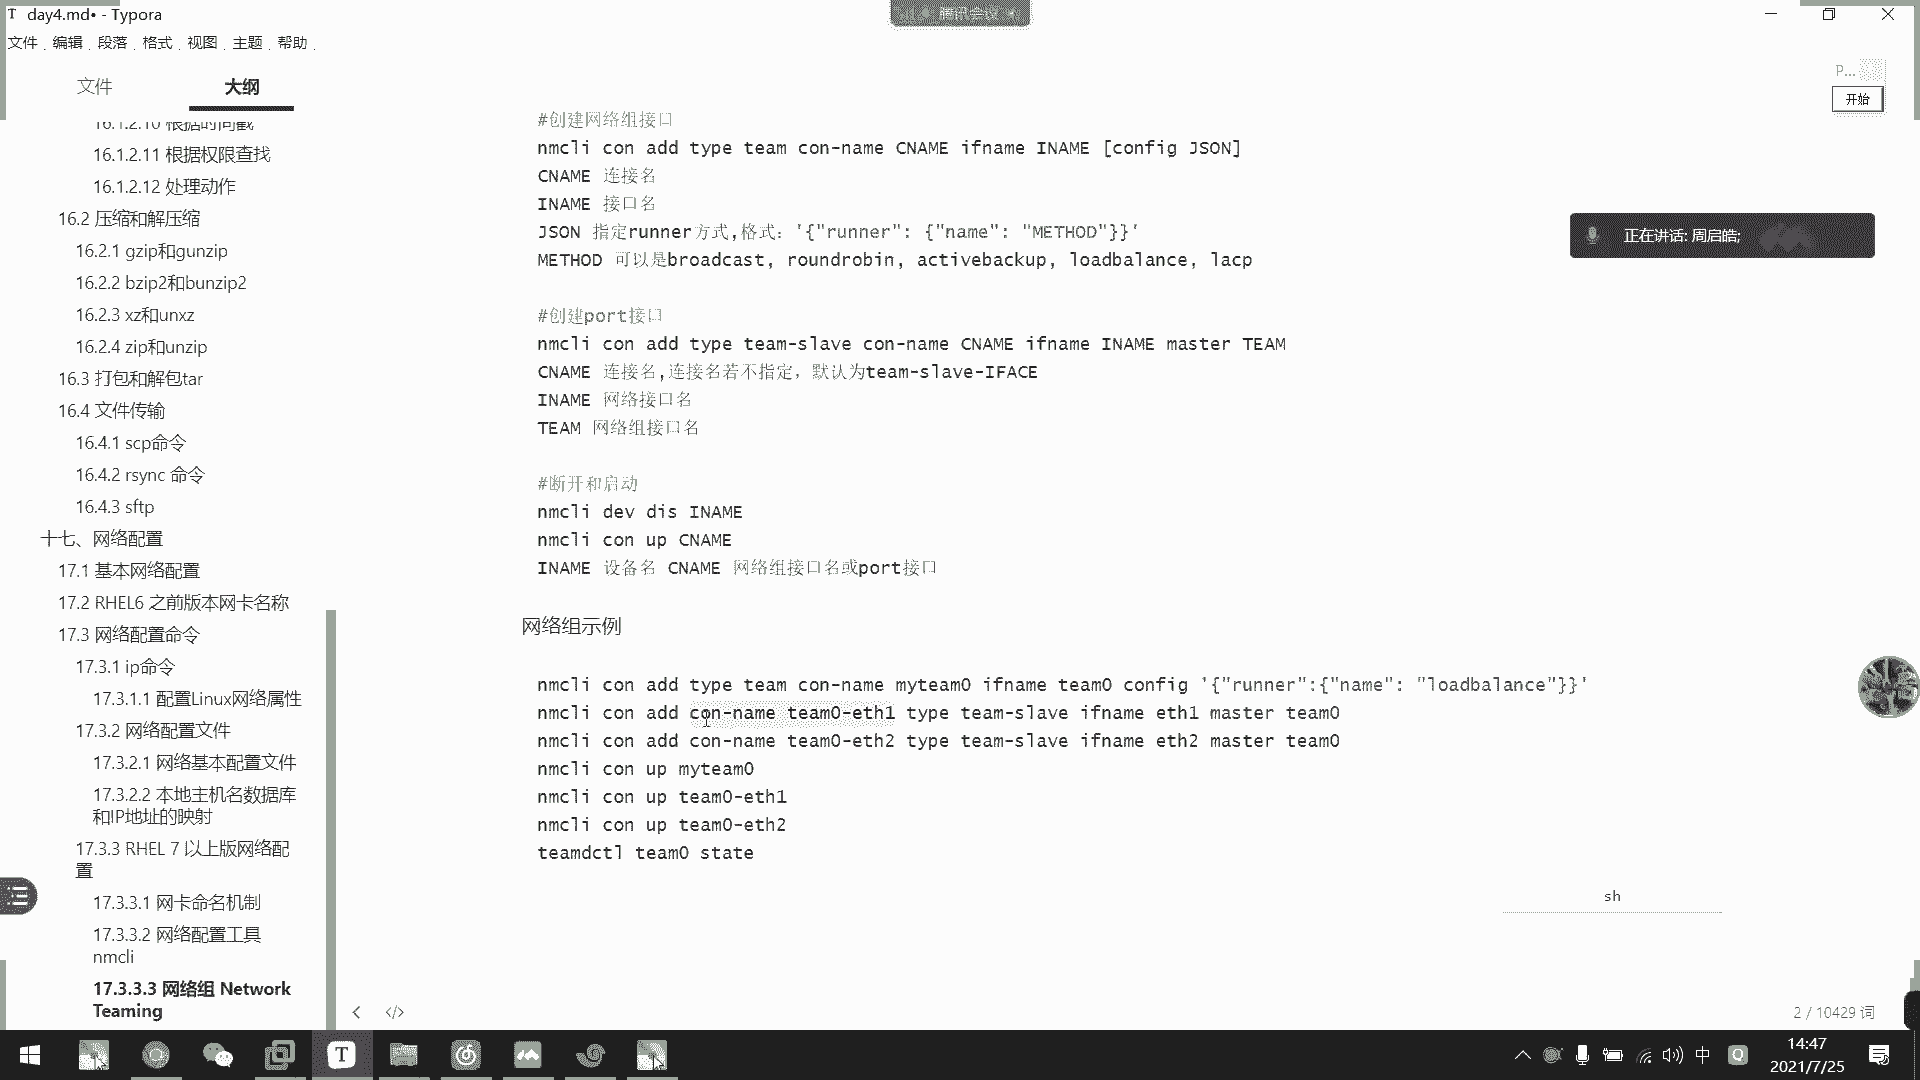 T day4.md• - Typora
腾讯会议
文件 编辑 段落 格式 视图 主题 帮助
文件 大纲
P...
开始
16.1.2.10 根据时间戳
16.1.2.11 根据权限查找
16.1.2.12 处理动作
16.2 压缩和解压缩
16.2.1 gzip和gunzip
16.2.2 bzip2和bunzip2
16.2.3 xz和unxz
16.2.4 zip和unzip
16.3 打包和解包tar
16.4 文件传输
16.4.1 scp命令
16.4.2 rsync 命令
16.4.3 sftp
十七、网络配置
17.1 基本网络配置
17.2 RHEL6 之前版本网卡名称
17.3 网络配置命令
17.3.1 ip命令
17.3.1.1 配置Linux网络属性
17.3.2 网络配置文件
17.3.2.1 网络基本配置文件
17.3.2.2 本地主机名数据库
和IP地址的映射
17.3.3 RHEL 7 以上版网络配
置
17.3.3.1 网卡命名机制
17.3.3.2 网络配置工具
nmcli
17.3.3.3 网络组 Network
Teaming
#创建网络组接口
nmcli con add type team con-name CNAME ifname INAME [config JSON]
CNAME 连接名
INAME 接口名
JSON 指定runner方式,格式：'{"runner": {"name": "METHOD"}}'
METHOD 可以是broadcast, roundrobin, activebackup, loadbalance, lacp
#创建port接口
nmcli con add type team-slave con-name CNAME ifname INAME master TEAM
CNAME 连接名,连接名若不指定，默认为team-slave-IFACE
INAME 网络接口名
TEAM 网络组接口名
#断开和启动
nmcli dev dis INAME
nmcli con up CNAME
INAME 设备名 CNAME 网络组接口名或port接口
网络组示例
nmcli con add type team con-name myteam0 ifname team0 config '{"runner":{"name": "loadbalance"}}'
nmcli con add con-name team0-eth1 type team-slave ifname eth1 master team0
nmcli con add con-name team0-eth2 type team-slave ifname eth2 master team0
nmcli con up myteam0
nmcli con up team0-eth1
nmcli con up team0-eth2
teamdctl team0 state
sh
正在讲话: 周启皓;
2 / 10429 词
中
14:47
2021/7/25